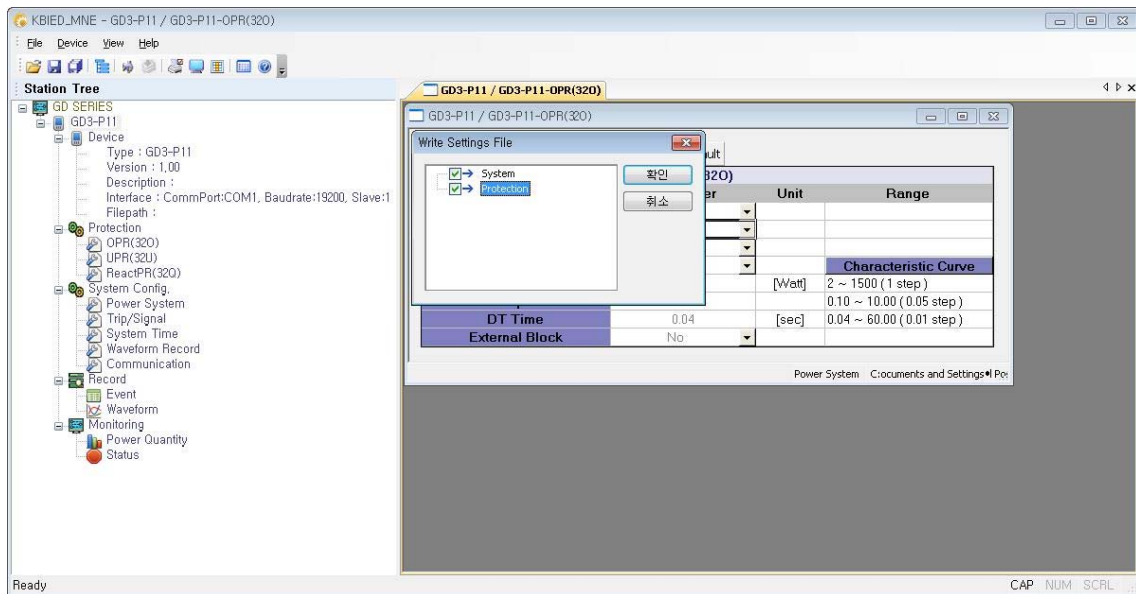 KBIED_MNE - GD3-P11 / GD3-P11-OPR(32O)
File Device View Help
Station Tree
GD SERIES
GD3-P11
Device
Type : GD3-P11
Version : 1,00
Description :
Interface : CommPort:COM1, Baudrate:19200, Slave:1
Filepath :
Protection
OPR(32O)
UPR(32U)
ReactPR(32Q)
System Config,
Power System
Trip/Signal
System Time
Waveform Record
Communication
Record
Event
Waveform
Monitoring
Power Quantity
Status
GD3-P11 / GD3-P11-OPR(32O)
GD3-P11 / GD3-P11-OPR(32O)
Write Settings File
System
Protection
확인
취소
Unit Range
Characteristic Curve
[Watt] 2 ~ 1500 ( 1 step )
0.10 ~ 10.00 ( 0.05 step )
DT Time 0.04 [sec] 0.04 ~ 60.00 ( 0.01 step )
External Block No
Power System C:ocuments and Settings
Ready CAP NUM SCRL